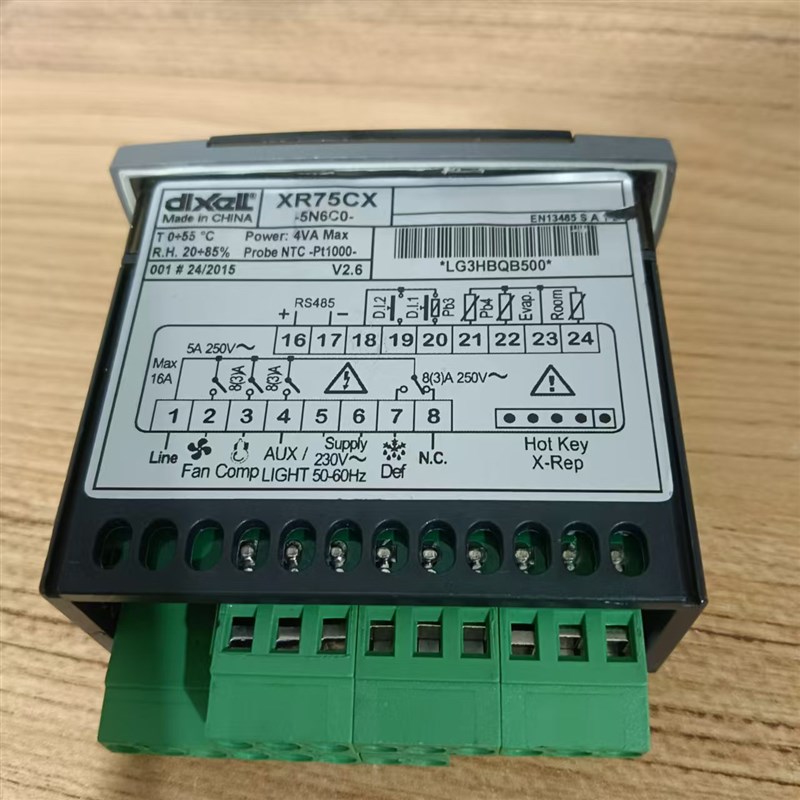 dixell XR75CX
Made in CHINA -5N6C0-
EN13485 S A
T 0÷55 °C Power: 4VA Max
R.H. 20÷85% Probe NTC -Pt1000-
001 # 24/2015 V2.6
*LG3HBQB500*
+ RS485 − D.I.2 D.I.1 Pb3 Pb4 Evap. Room
16 17 18 19 20 21 22 23 24
5A 250V～
Max
16A 8(3)A 8(3)A 8(3)A 250V～
1 2 3 4 5 6 7 8
Line Fan Comp AUX / LIGHT Supply 230V～ 50-60Hz Def N.C.
Hot Key
X-Rep